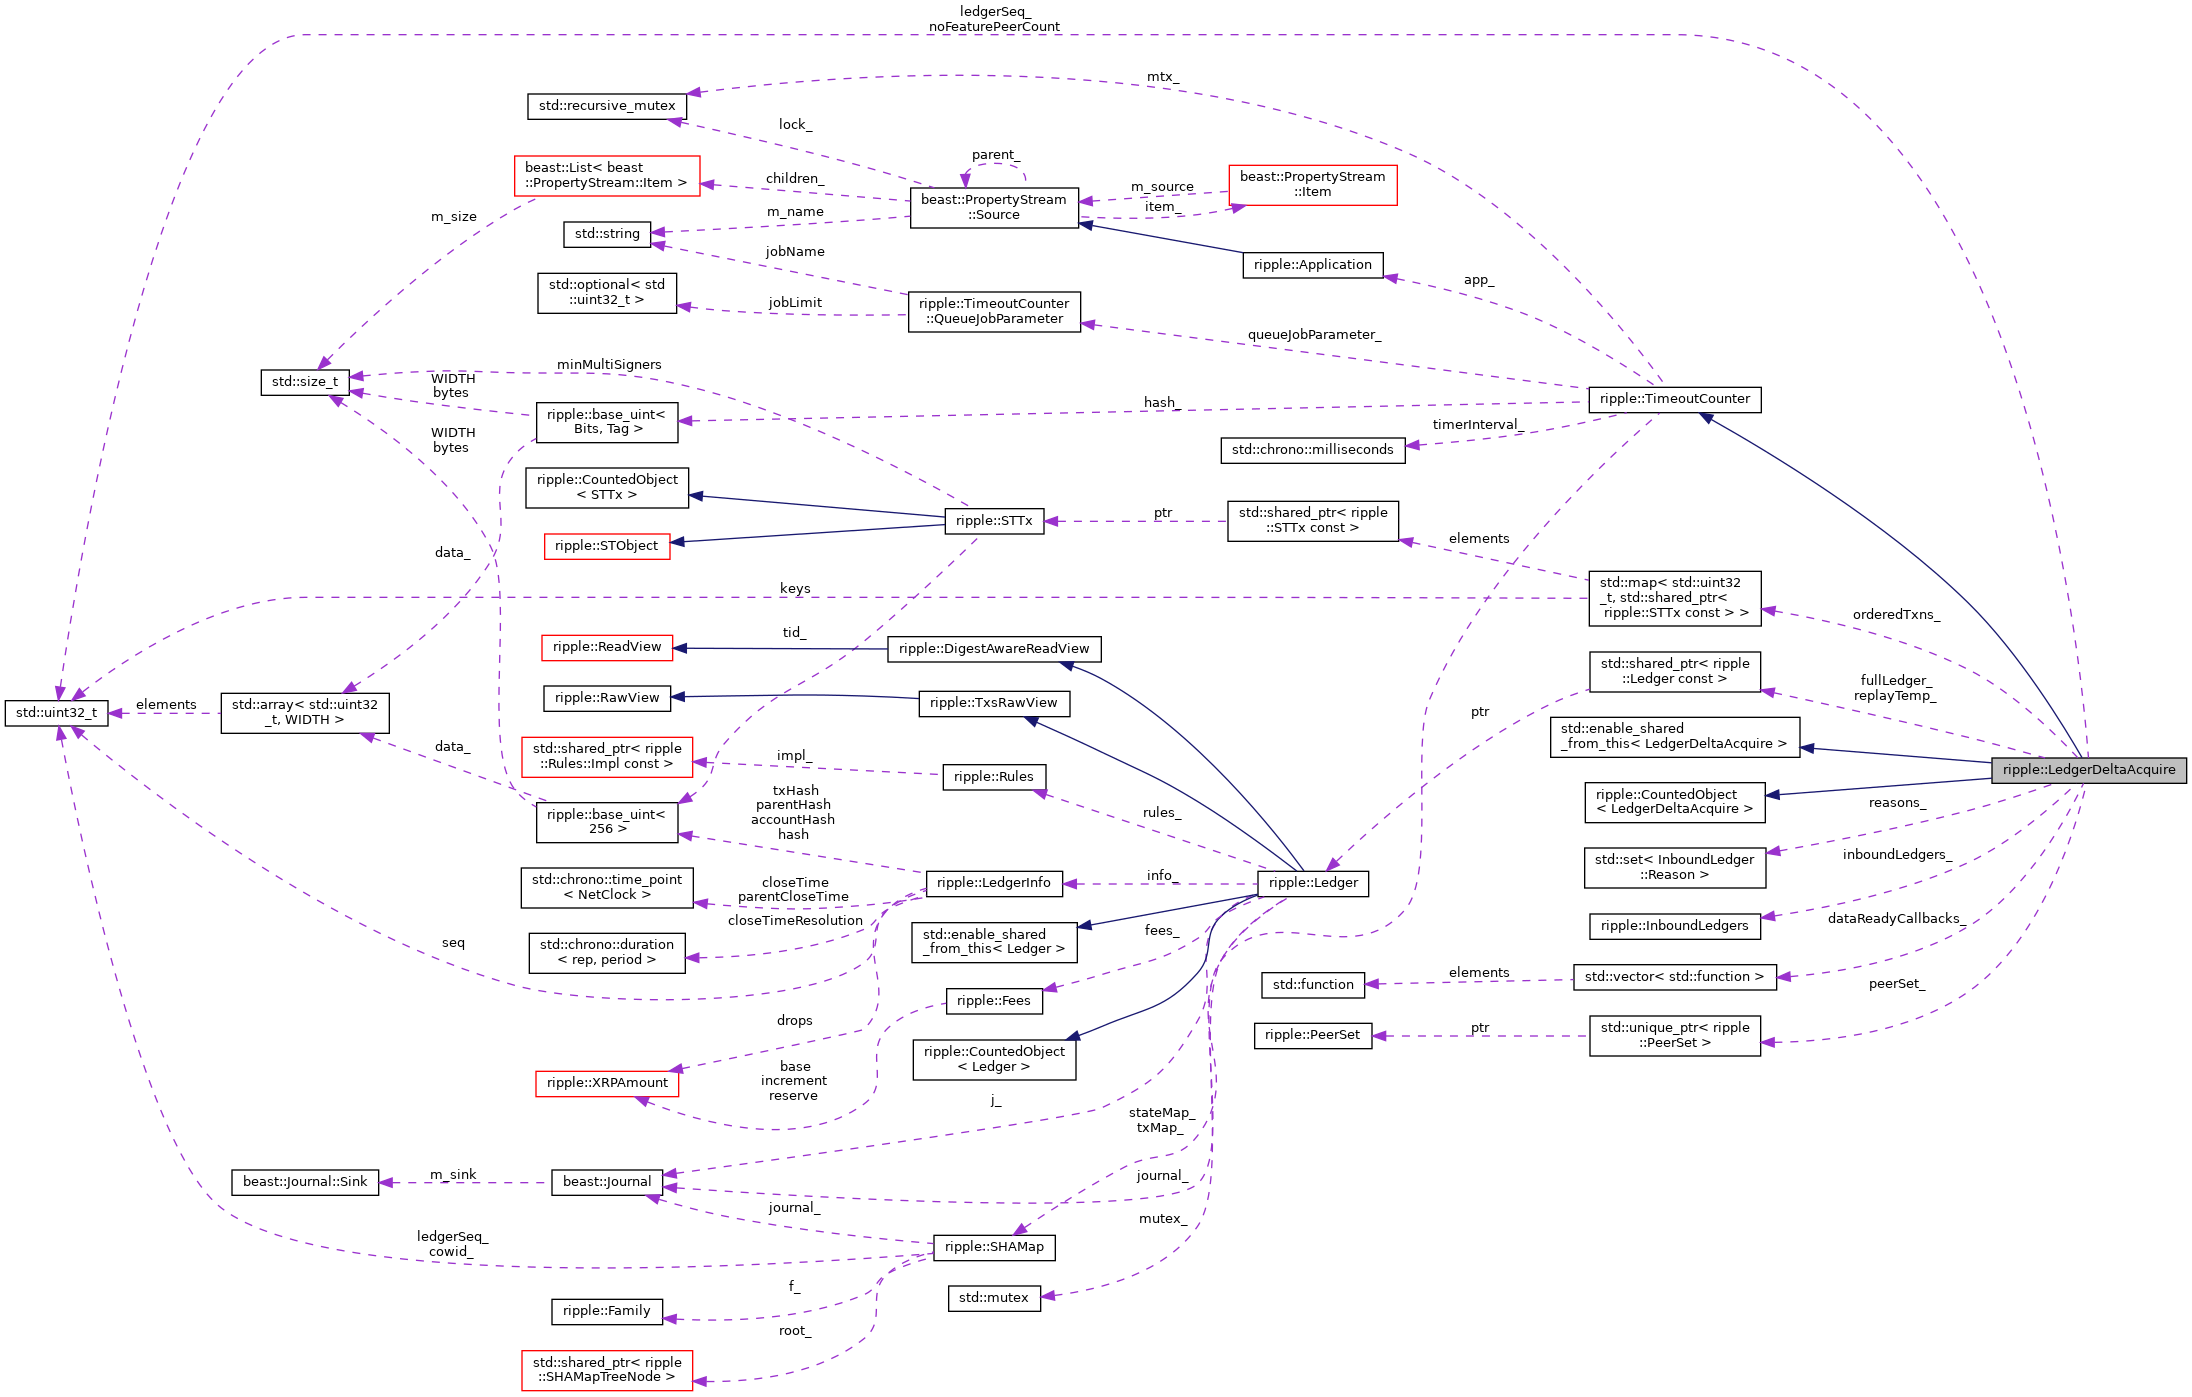 ledgerSeq_
noFeaturePeerCount
mtx_
std::recursive_mutex
lock_
parent_
beast::List< beast
::PropertyStream::Item >
children_
beast::PropertyStream
::Source
m_source
item_
beast::PropertyStream
::Item
m_size
m_name
std::string
jobName
ripple::Application
app_
std::optional< std
::uint32_t >
jobLimit
ripple::TimeoutCounter
::QueueJobParameter
queueJobParameter_
minMultiSigners
std::size_t
WIDTH
bytes
ripple::base_uint<
Bits, Tag >
hash_
ripple::TimeoutCounter
timerInterval_
std::chrono::milliseconds
WIDTH
bytes
ripple::CountedObject
< STTx >
ripple::STTx
ptr
std::shared_ptr< ripple
::STTx const >
elements
ripple::STObject
data_
keys
std::map< std::uint32
_t, std::shared_ptr<
ripple::STTx const > >
orderedTxns_
tid_
ripple::ReadView
ripple::DigestAwareReadView
std::shared_ptr< ripple
::Ledger const >
fullLedger_
replayTemp_
ripple::RawView
ripple::TxsRawView
ptr
std::uint32_t
elements
std::array< std::uint32
_t, WIDTH >
data_
std::shared_ptr< ripple
::Rules::Impl const >
impl_
ripple::Rules
std::enable_shared
_from_this< LedgerDeltaAcquire >
ripple::LedgerDeltaAcquire
ripple::base_uint<
256 >
txHash
parentHash
accountHash
hash
rules_
ripple::CountedObject
< LedgerDeltaAcquire >
reasons_
std::chrono::time_point
< NetClock >
closeTime
parentCloseTime
ripple::LedgerInfo
info_
ripple::Ledger
std::set< InboundLedger
::Reason >
inboundLedgers_
closeTimeResolution
seq
std::chrono::duration
< rep, period >
std::enable_shared
_from_this< Ledger >
fees_
ripple::InboundLedgers
dataReadyCallbacks_
std::function
elements
std::vector< std::function >
peerSet_
ripple::Fees
drops
ripple::PeerSet
ptr
std::unique_ptr< ripple
::PeerSet >
ripple::CountedObject
< Ledger >
ripple::XRPAmount
base
increment
reserve
j_
stateMap_
txMap_
beast::Journal::Sink
m_sink
beast::Journal
journal_
journal_
mutex_
ledgerSeq_
cowid_
ripple::SHAMap
f_
std::mutex
ripple::Family
root_
std::shared_ptr< ripple
::SHAMapTreeNode >